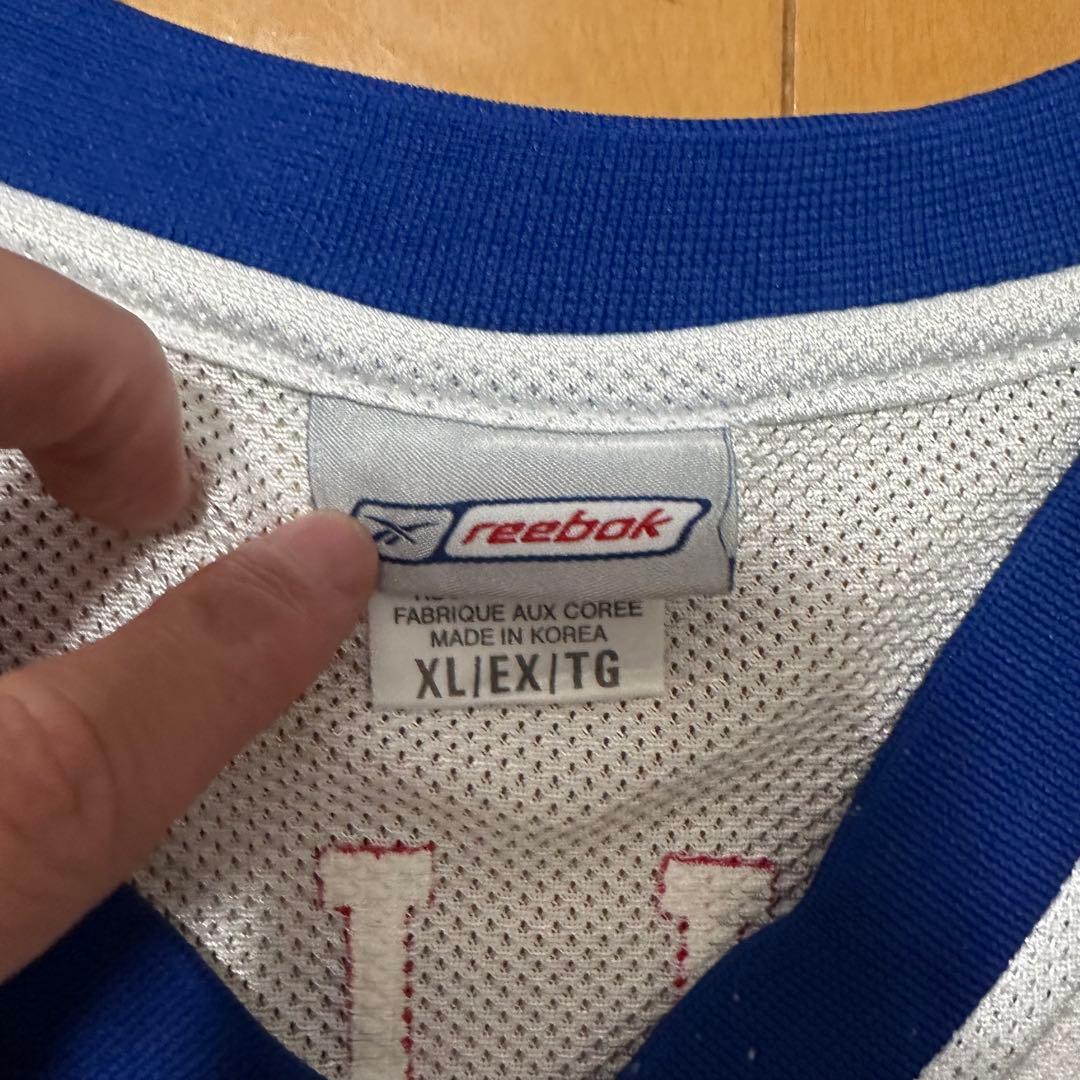 reebok
FABRIQUE AUX COREE
MADE IN KOREA
XL/EX/TG